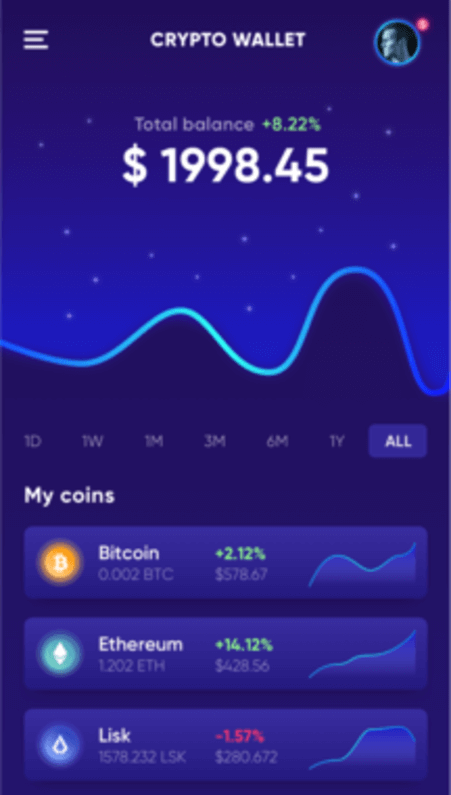 CRYPTO WALLET
Total balance +8.22%
$ 1998.45
1D 1W 1M 3M 6M 1Y ALL
My coins
Bitcoin +2.12%
0.002 BTC $578.67
Ethereum +14.12%
1.202 ETH $428.56
Lisk -1.57%
1578.232 LSK $280.672